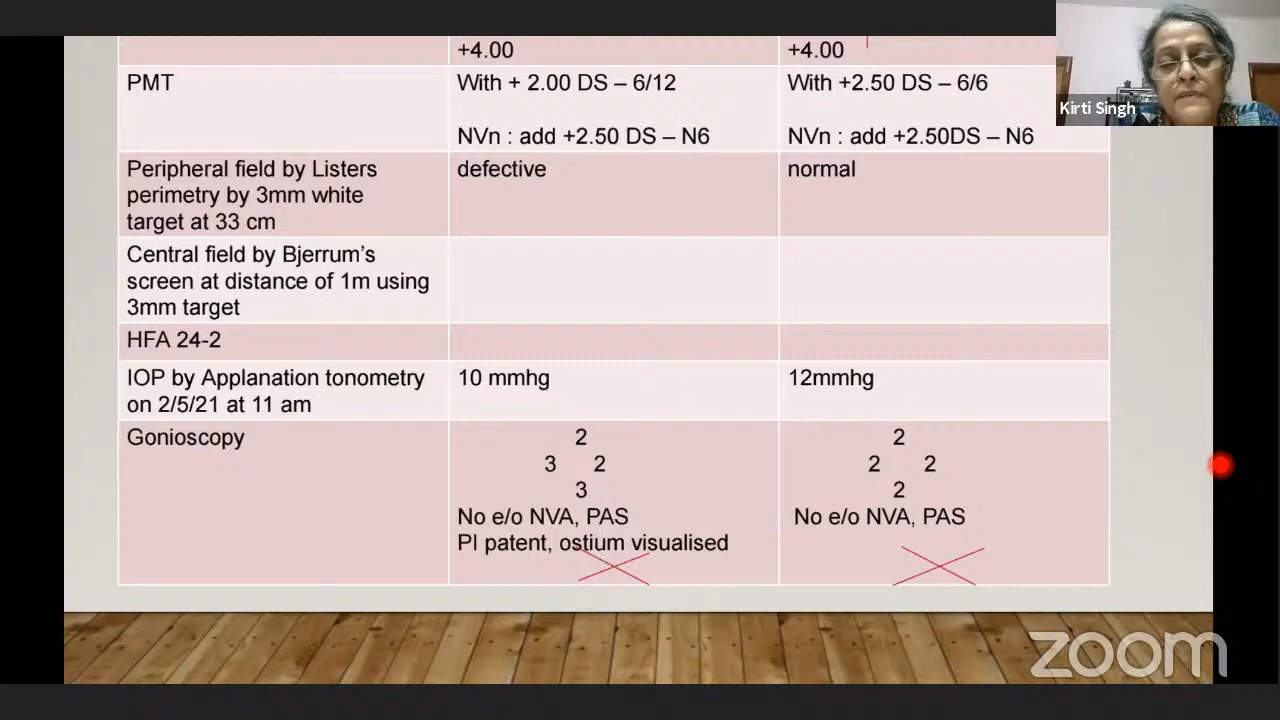 +4.00
+4.00
PMT
With + 2.00 DS – 6/12
With +2.50 DS – 6/6
NVn : add +2.50 DS – N6
NVn : add +2.50DS – N6
Peripheral field by Listers
perimetry by 3mm white
target at 33 cm
defective
normal
Central field by Bjerrum’s
screen at distance of 1m using
3mm target
HFA 24-2
IOP by Applanation tonometry
on 2/5/21 at 11 am
10 mmhg
12mmhg
Gonioscopy
2
3 2
3
No e/o NVA, PAS
PI patent, ostium visualised
2
2 2
2
No e/o NVA, PAS
Kirti Singh
zoom